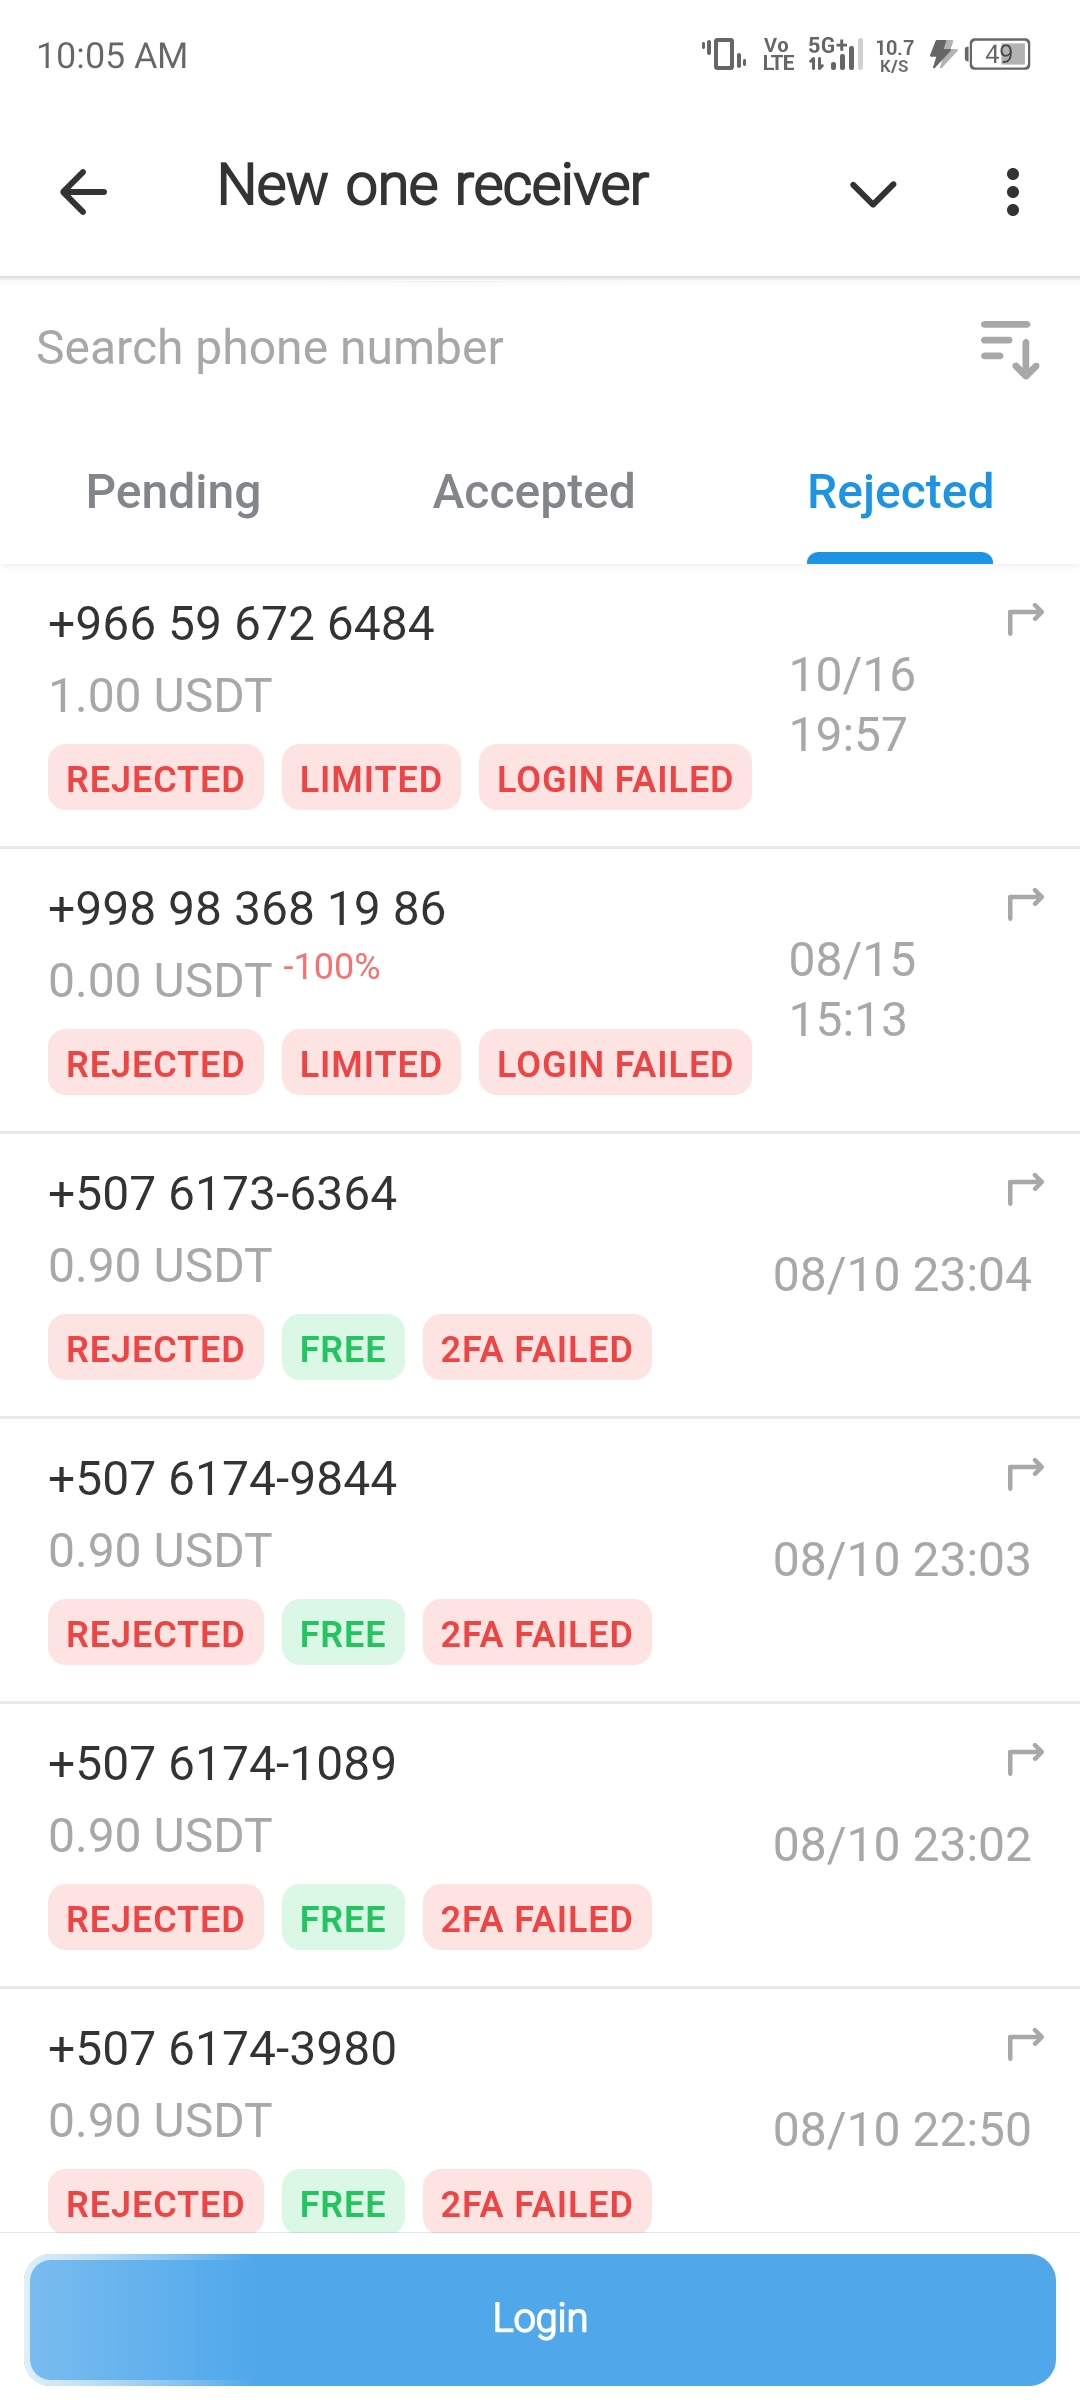 10:05 AM
Vo LTE 5G+ 10.7 K/S 49
New one receiver
Search phone number
Pending Accepted Rejected
+966 59 672 6484
1.00 USDT
10/16
19:57
REJECTED LIMITED LOGIN FAILED
+998 98 368 19 86
0.00 USDT -100%
08/15
15:13
REJECTED LIMITED LOGIN FAILED
+507 6173-6364
0.90 USDT
08/10 23:04
REJECTED FREE 2FA FAILED
+507 6174-9844
0.90 USDT
08/10 23:03
REJECTED FREE 2FA FAILED
+507 6174-1089
0.90 USDT
08/10 23:02
REJECTED FREE 2FA FAILED
+507 6174-3980
0.90 USDT
08/10 22:50
REJECTED FREE 2FA FAILED
Login